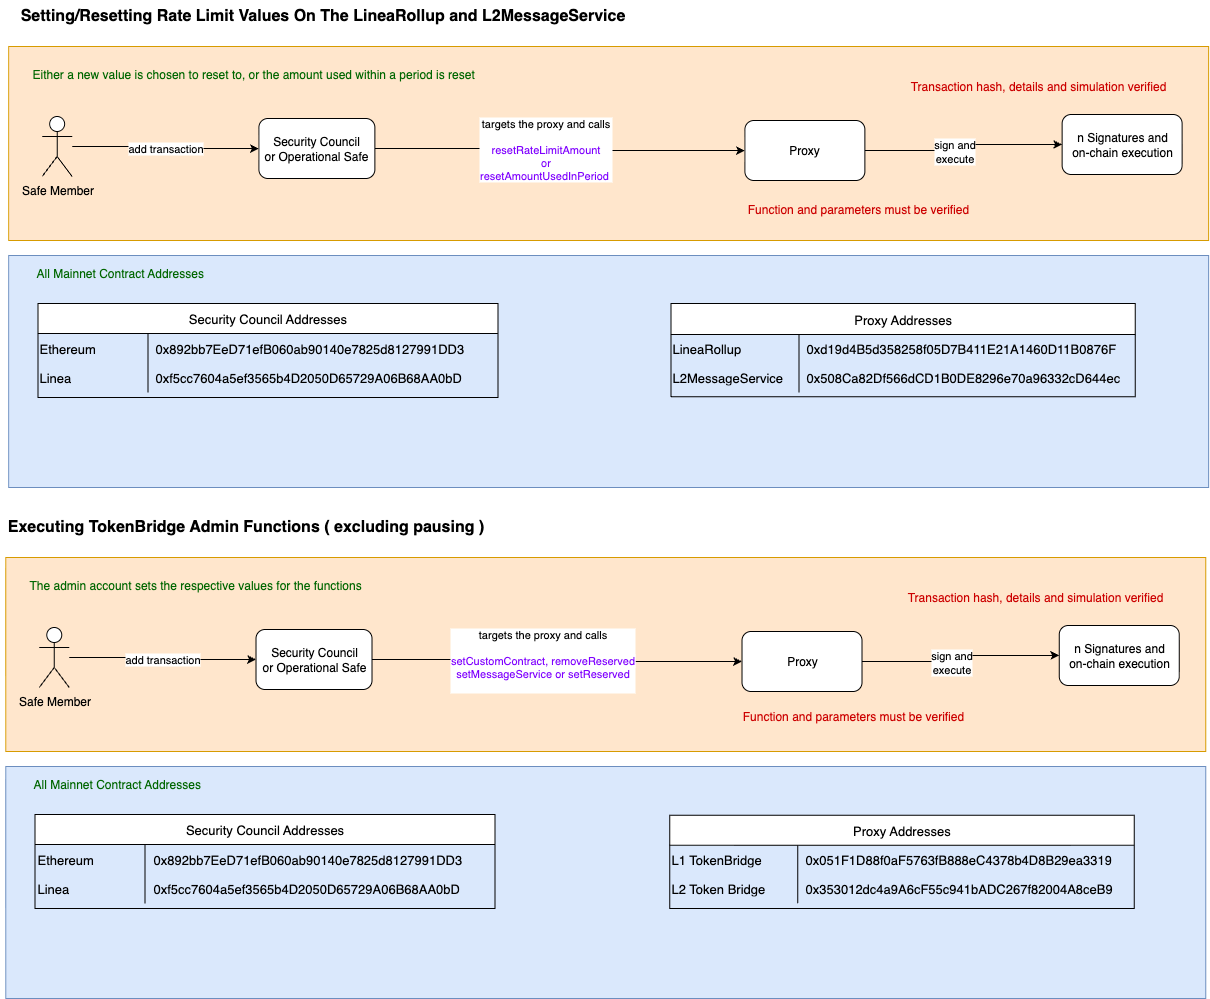 Setting/Resetting Rate Limit Values On The LineaRollup and L2MessageService
Either a new value is chosen to reset to, or the amount used within a period is reset
Transaction hash, details and simulation verified
Safe Member
add transaction
Security Council
or Operational Safe
targets the proxy and calls
resetRateLimitAmount
or
resetAmountUsedInPeriod
Proxy
sign and
execute
n Signatures and
on-chain execution
Function and parameters must be verified
All Mainnet Contract Addresses
Security Council Addresses
Ethereum 0x892bb7EeD71efB060ab90140e7825d8127991DD3
Linea 0xf5cc7604a5ef3565b4D2050D65729A06B68AA0bD
Proxy Addresses
LineaRollup 0xd19d4B5d358258f05D7B411E21A1460D11B0876F
L2MessageService 0x508Ca82Df566dCD1B0DE8296e70a96332cD644ec
Executing TokenBridge Admin Functions ( excluding pausing )
The admin account sets the respective values for the functions
Transaction hash, details and simulation verified
Safe Member
add transaction
Security Council
or Operational Safe
targets the proxy and calls
setCustomContract, removeReserved
setMessageService or setReserved
Proxy
sign and
execute
n Signatures and
on-chain execution
Function and parameters must be verified
All Mainnet Contract Addresses
Security Council Addresses
Ethereum 0x892bb7EeD71efB060ab90140e7825d8127991DD3
Linea 0xf5cc7604a5ef3565b4D2050D65729A06B68AA0bD
Proxy Addresses
L1 TokenBridge 0x051F1D88f0aF5763fB888eC4378b4D8B29ea3319
L2 Token Bridge 0x353012dc4a9A6cF55c941bADC267f82004A8ceB9